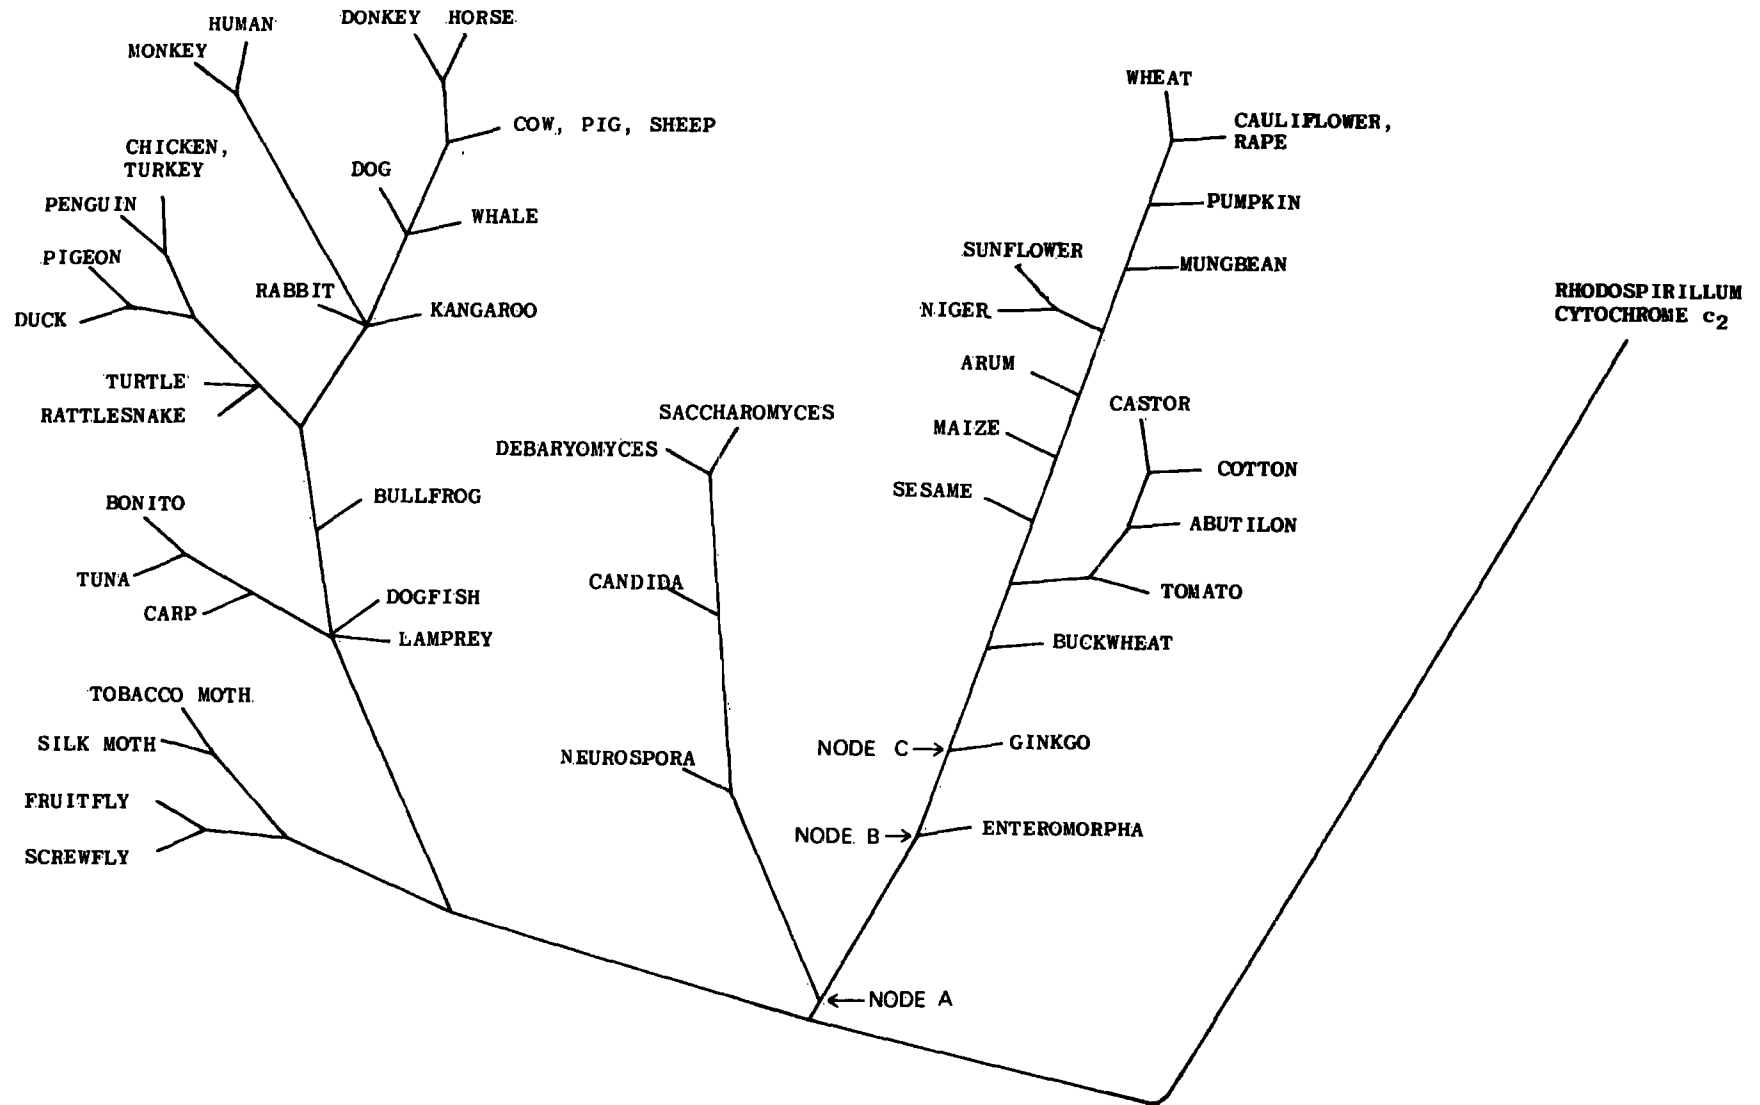 HUMAN
MONKEY
DONKEY HORSE
COW, PIG, SHEEP
CHICKEN,
TURKEY
DOG
PENGUIN
WHALE
PIGEON
RABBIT
KANGAROO
DUCK
TURTLE
RATTLESNAKE
BULLFROG
BONITO
TUNA
CARP
DOGFISH
LAMPREY
TOBACCO MOTH
SILK MOTH
FRUITFLY
SCREWFLY
SACCHAROMYCES
DEBARYOMYCES
CANDIDA
NEUROSPORA
WHEAT
CAULIFLOWER,
RAPE
PUMPKIN
SUNFLOWER
MUNGBEAN
NIGER
ARUM
CASTOR
MAIZE
COTTON
SESAME
ABUTILON
TOMATO
BUCKWHEAT
NODE C
GINKGO
NODE B
ENTEROMORPHA
NODE A
RHODOSPIRILLUM
CYTOCHROME c2